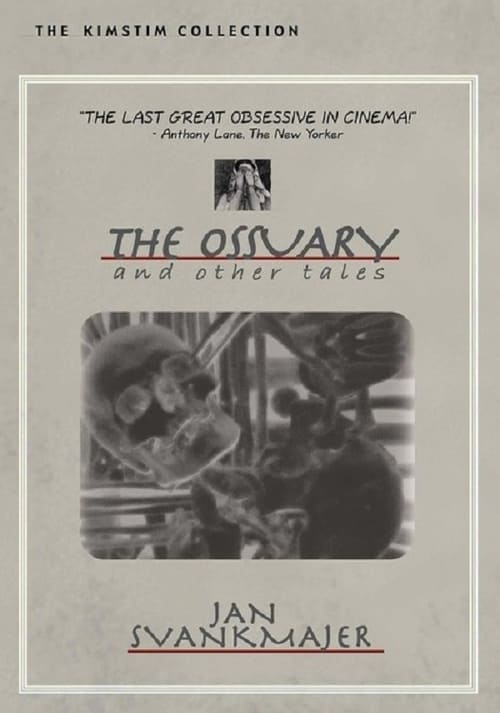 THE KIMSTIM COLLECTION
"THE LAST GREAT OBSESSIVE IN CINEMA!"
- Anthony Lane, The New Yorker
THE OSSUARY
and other tales
JAN
SVANKMAJER